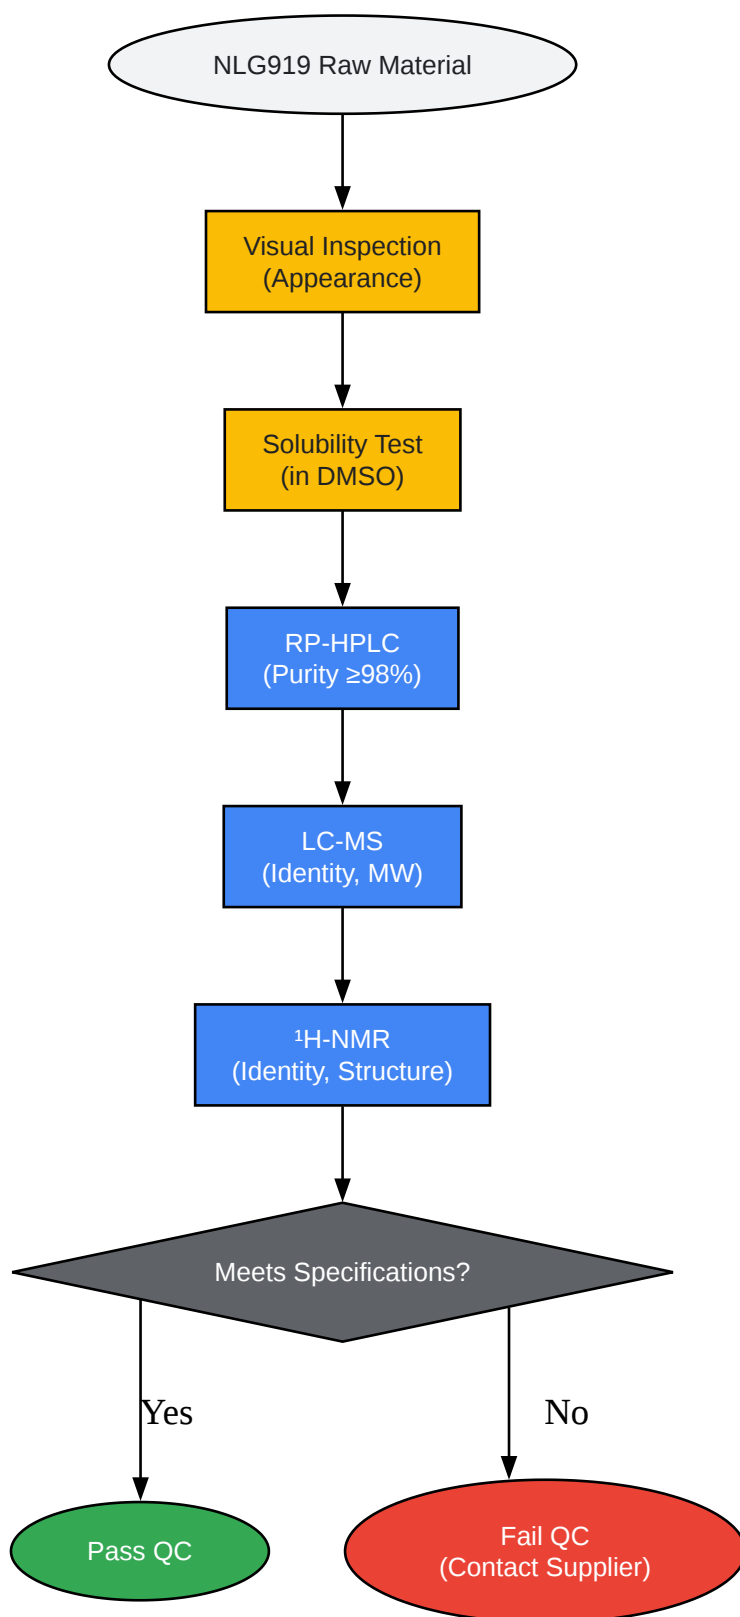 NLG919 Raw Material
Visual Inspection
(Appearance)
Solubility Test
(in DMSO)
RP-HPLC
(Purity ≥98%)
LC-MS
(Identity, MW)
¹H-NMR
(Identity, Structure)
Meets Specifications?
Yes
No
Pass QC
Fail QC
(Contact Supplier)